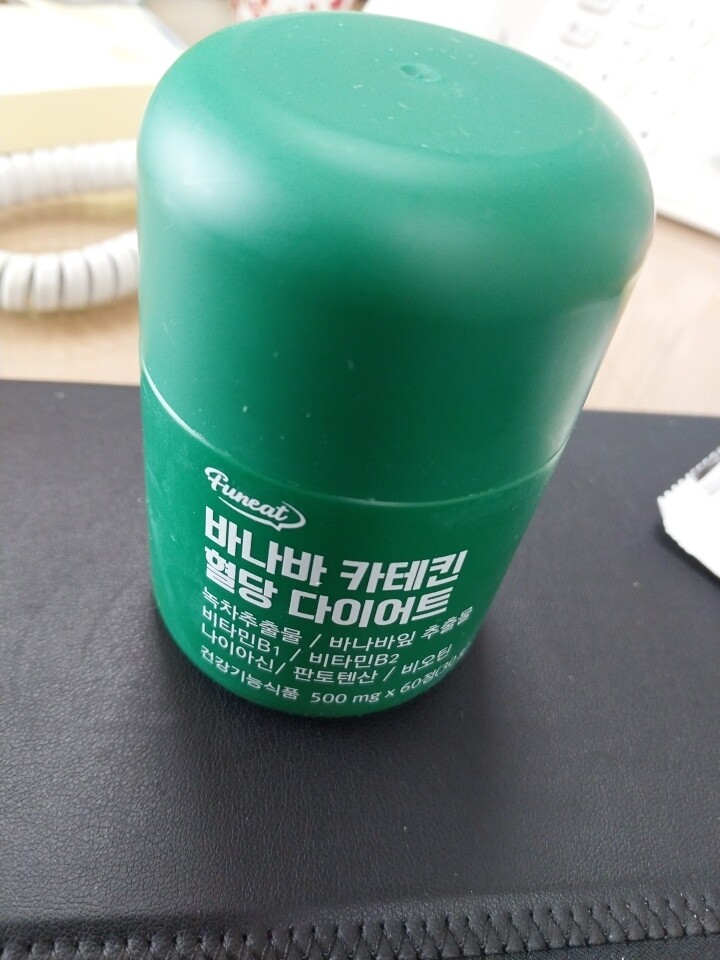 Funeat
바나바 카테킨
혈당 다이어트
녹차추출물 / 바나바잎 추출물
비타민B1 / 비타민B2
나이아신 / 판토텐산 / 비오틴
건강기능식품 500 mg x 60정(30